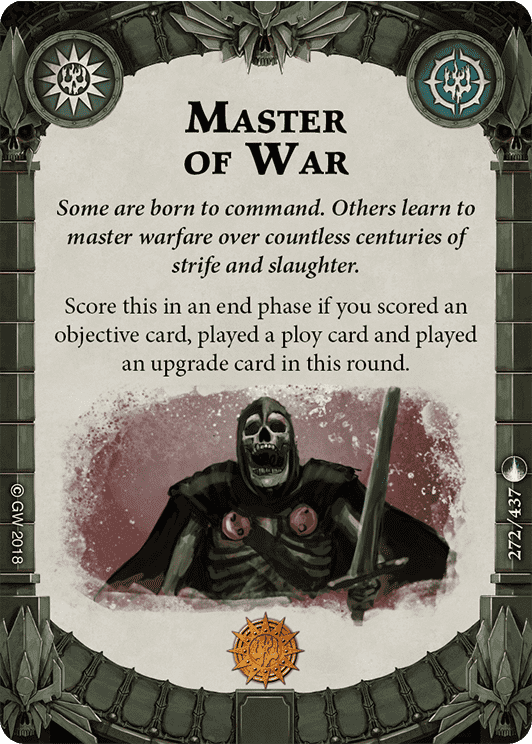 MASTER
OF WAR
Some are born to command. Others learn to
master warfare over countless centuries of
strife and slaughter.
Score this in an end phase if you scored an
objective card, played a ploy card and played
an upgrade card in this round.
© GW 2018
272/437